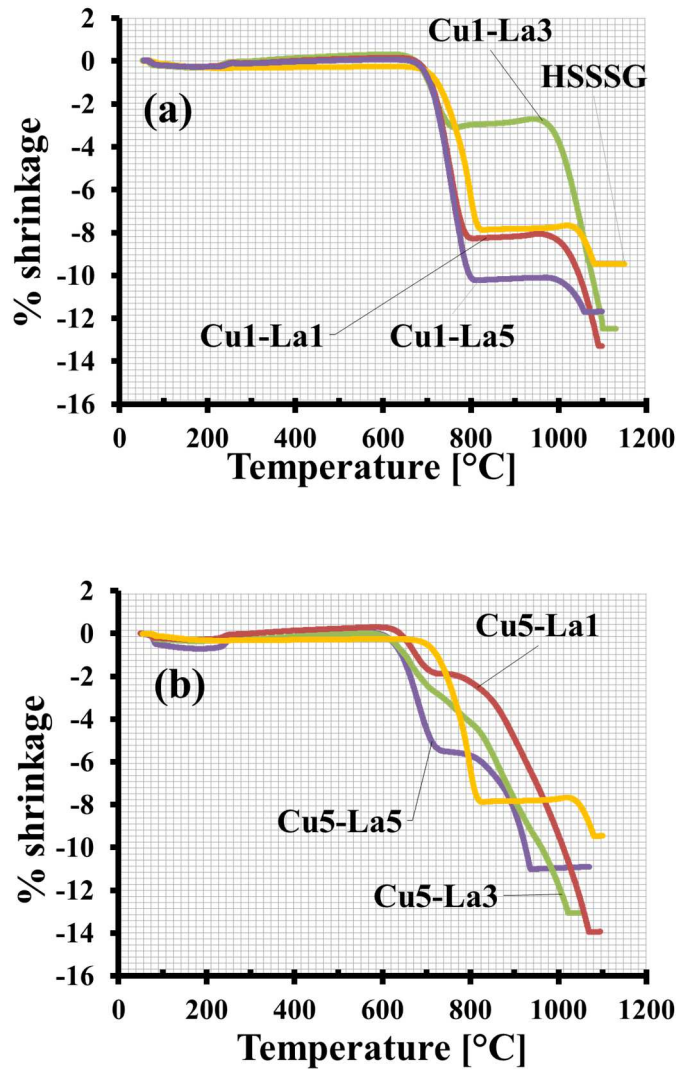 2
0
-2
-4
-6
-8
-10
-12
-14
-16
% shrinkage
(a)
Cu1-La3
HSSSG
Cu1-La1
Cu1-La5
0 200 400 600 800 1000 1200
Temperature [°C]
2
0
-2
-4
-6
-8
-10
-12
-14
-16
% shrinkage
(b)
Cu5-La1
Cu5-La5
Cu5-La3
0 200 400 600 800 1000 1200
Temperature [°C]